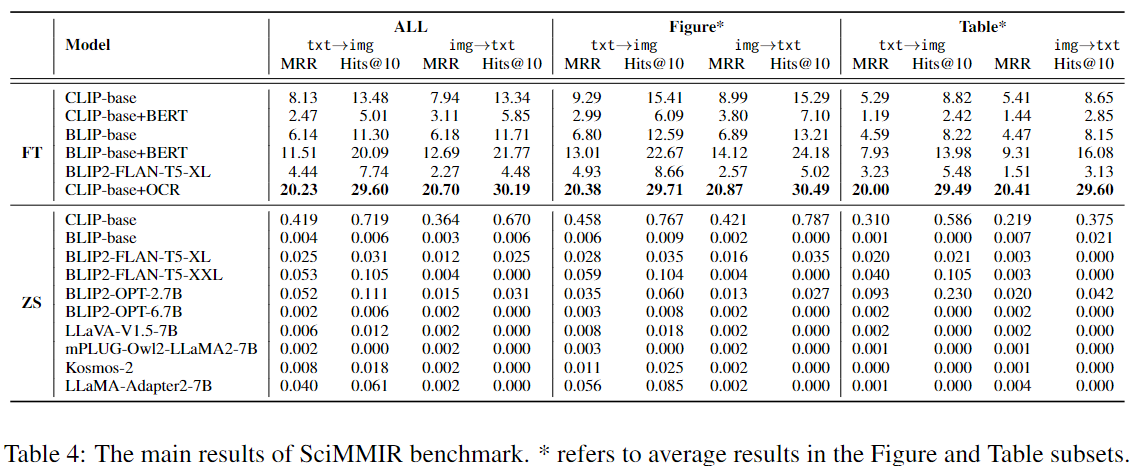 ALL Figure* Table*
Model txt→img img→txt txt→img img→txt txt→img img→txt
MRR Hits@10 MRR Hits@10 MRR Hits@10 MRR Hits@10 MRR Hits@10 MRR Hits@10
CLIP-base 8.13 13.48 7.94 13.34 9.29 15.41 8.99 15.29 5.29 8.82 5.41 8.65
CLIP-base+BERT 2.47 5.01 3.11 5.85 2.99 6.09 3.80 7.10 1.19 2.42 1.44 2.85
BLIP-base 6.14 11.30 6.18 11.71 6.80 12.59 6.89 13.21 4.59 8.22 4.47 8.15
FT BLIP-base+BERT 11.51 20.09 12.69 21.77 13.01 22.67 14.12 24.18 7.93 13.98 9.31 16.08
BLIP2-FLAN-T5-XL 4.44 7.74 2.27 4.48 4.93 8.66 2.57 5.02 3.23 5.48 1.51 3.13
CLIP-base+OCR 20.23 29.60 20.70 30.19 20.38 29.71 20.87 30.49 20.00 29.49 20.41 29.60
CLIP-base 0.419 0.719 0.364 0.670 0.458 0.767 0.421 0.787 0.310 0.586 0.219 0.375
BLIP-base 0.004 0.006 0.003 0.006 0.006 0.009 0.002 0.000 0.001 0.000 0.007 0.021
BLIP2-FLAN-T5-XL 0.025 0.031 0.012 0.025 0.028 0.035 0.016 0.035 0.020 0.021 0.003 0.000
BLIP2-FLAN-T5-XXL 0.053 0.105 0.004 0.000 0.059 0.104 0.004 0.000 0.040 0.105 0.003 0.000
ZS BLIP2-OPT-2.7B 0.052 0.111 0.015 0.031 0.035 0.060 0.013 0.027 0.093 0.230 0.020 0.042
BLIP2-OPT-6.7B 0.002 0.006 0.002 0.000 0.003 0.008 0.002 0.000 0.002 0.000 0.002 0.000
LLaVA-V1.5-7B 0.006 0.012 0.002 0.000 0.008 0.018 0.002 0.000 0.002 0.000 0.002 0.000
mPLUG-Owl2-LLaMA2-7B 0.002 0.000 0.002 0.000 0.003 0.000 0.002 0.000 0.001 0.000 0.001 0.000
Kosmos-2 0.008 0.018 0.002 0.000 0.011 0.025 0.002 0.000 0.000 0.000 0.001 0.000
LLaMA-Adapter2-7B 0.040 0.061 0.002 0.000 0.056 0.085 0.002 0.000 0.001 0.000 0.004 0.000
Table 4: The main results of SciMMIR benchmark. * refers to average results in the Figure and Table subsets.